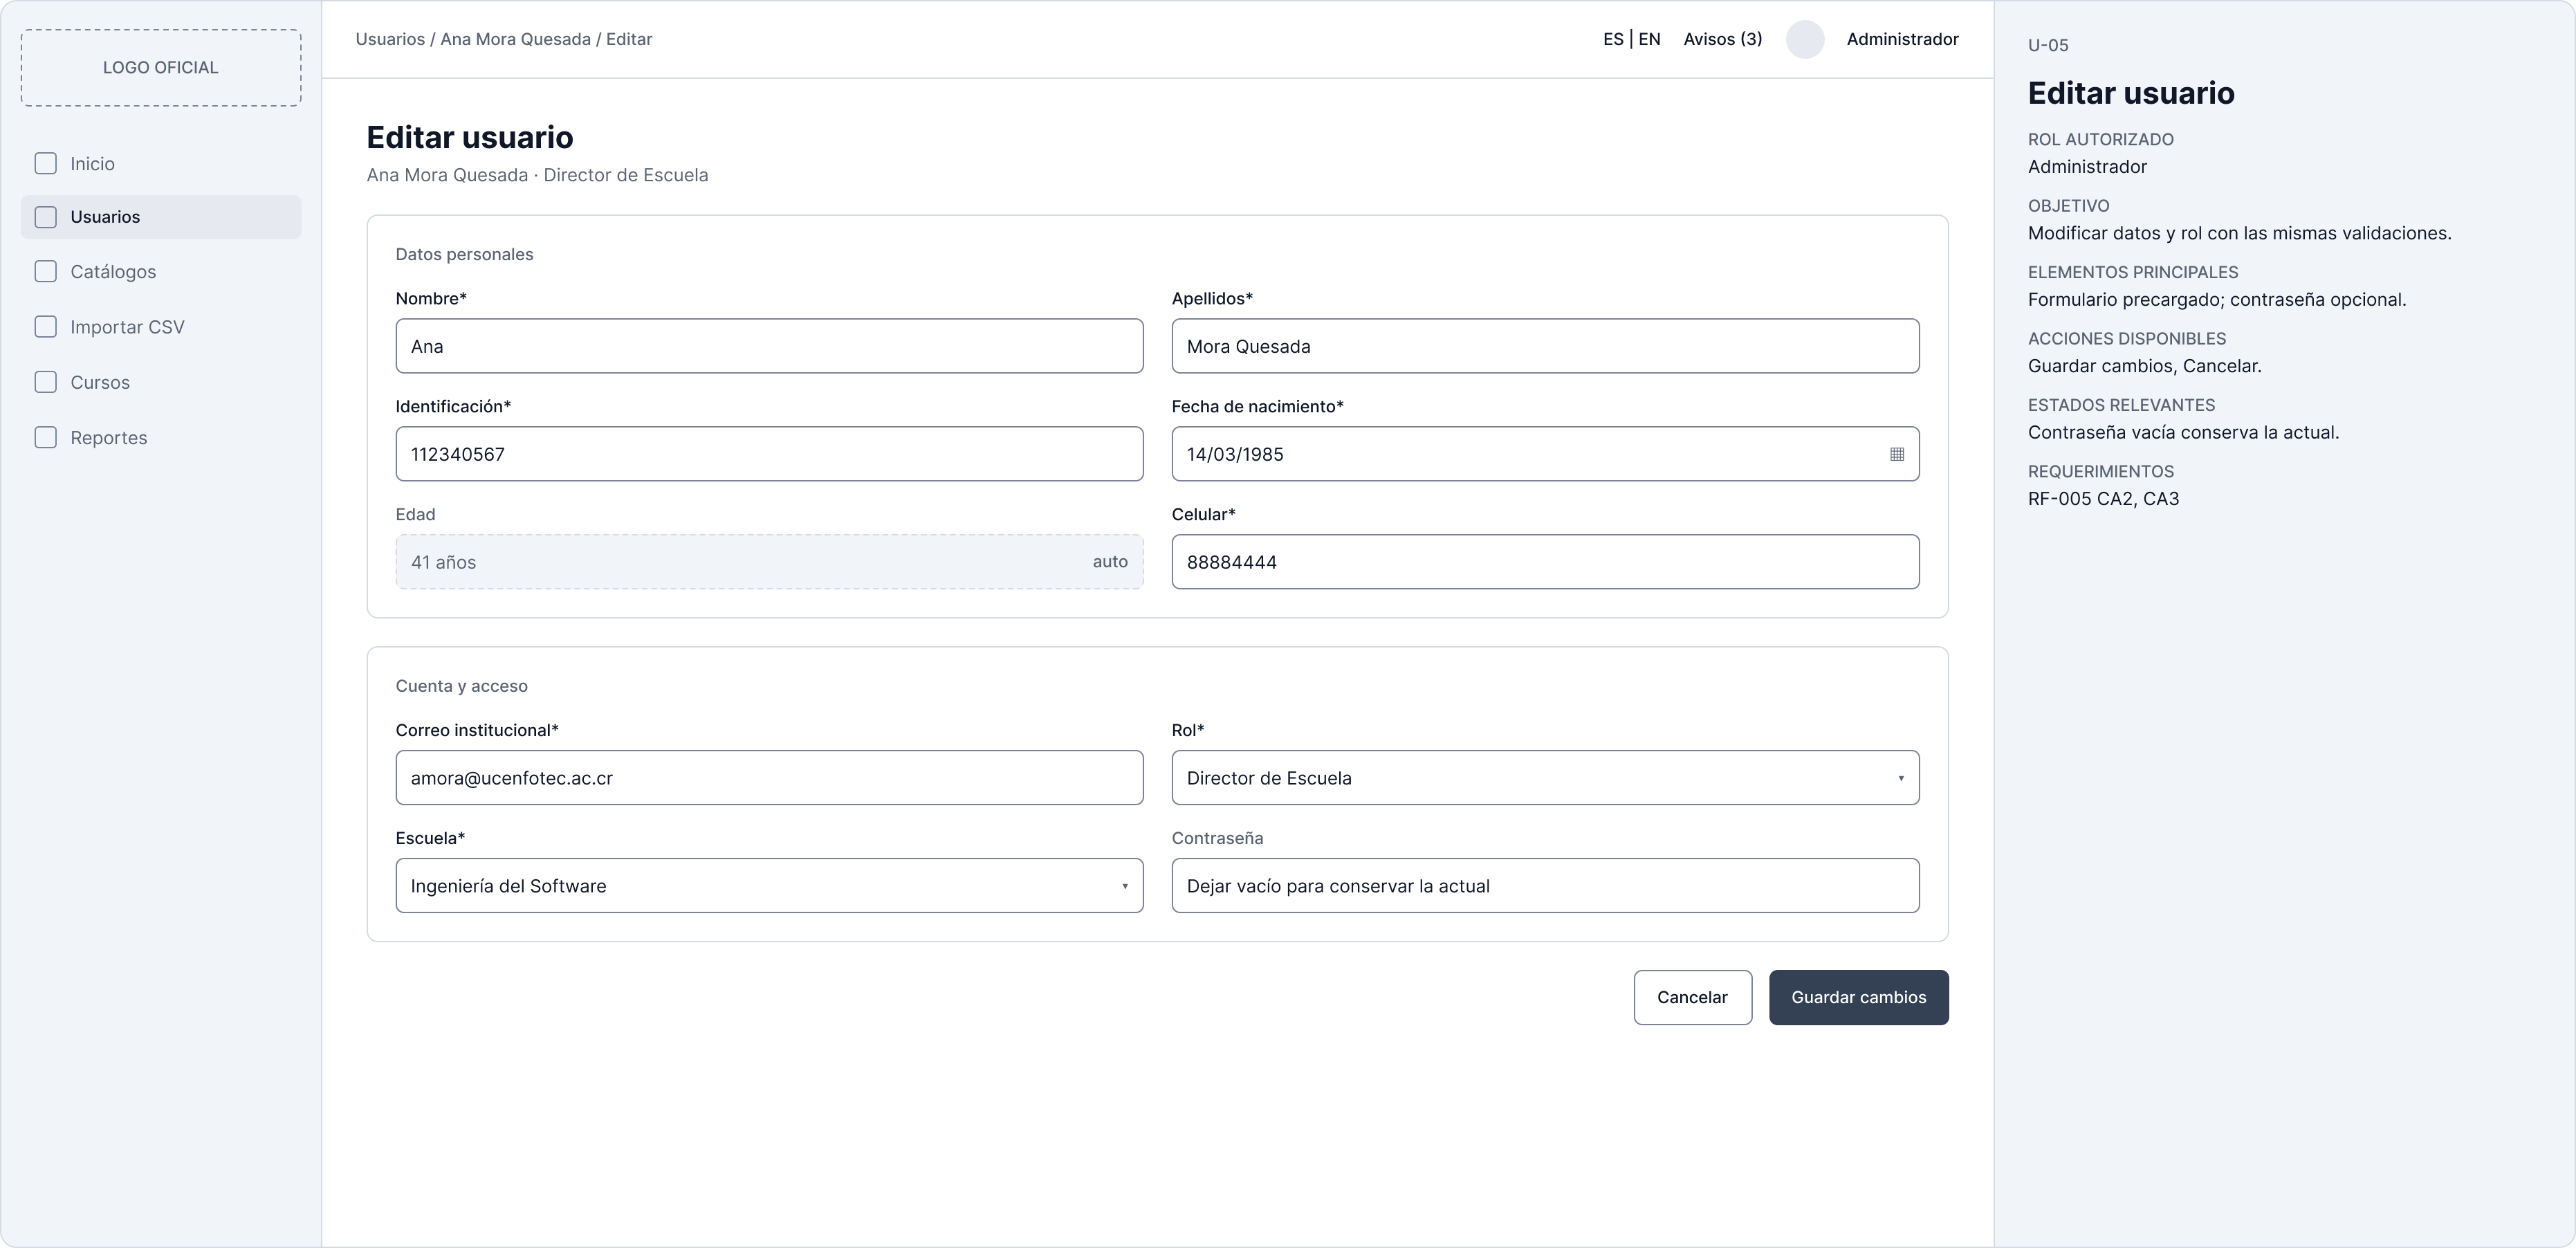 LOGO OFICIAL
Inicio
Usuarios
Catálogos
Importar CSV
Cursos
Reportes
Usuarios / Ana Mora Quesada / Editar
ES | EN
Avisos (3)
Administrador
Editar usuario
Ana Mora Quesada · Director de Escuela
Datos personales
Nombre*
Apellidos*
Ana
Mora Quesada
Identificación*
Fecha de nacimiento*
112340567
14/03/1985
Edad
Celular*
41 años
auto
88884444
Cuenta y acceso
Correo institucional*
Rol*
amora@ucenfotec.ac.cr
Director de Escuela
Escuela*
Contraseña
Ingeniería del Software
Dejar vacío para conservar la actual
Cancelar
Guardar cambios
U-05
Editar usuario
ROL AUTORIZADO
Administrador
OBJETIVO
Modificar datos y rol con las mismas validaciones.
ELEMENTOS PRINCIPALES
Formulario precargado; contraseña opcional.
ACCIONES DISPONIBLES
Guardar cambios, Cancelar.
ESTADOS RELEVANTES
Contraseña vacía conserva la actual.
REQUERIMIENTOS
RF-005 CA2, CA3